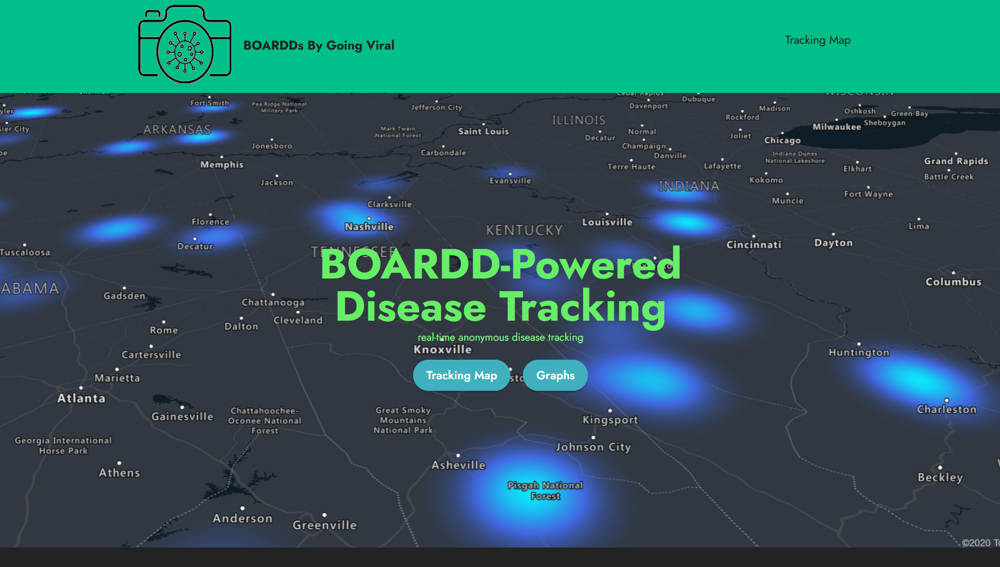 BOARDDs By Going Viral
Tracking Map
Fort Smith
Pea Ridge National
Military Park
Jefferson City
Cedar Rapids
Davenport
Dubuque
WISCONSIN
Madison
Rockford
Oshkosh
Green Bay
Sheboygan
Milwaukee
ARKANSAS
Mark Twain
National Forest
Saint Louis
ILLINOIS
Normal
Decatur
Champaign
Danville
Joliet
Chicago
Indiana Dunes
National Lakeshore
Grand Rapids
Jonesboro
Carbondale
Memphis
Terre Haute
Lafayette
Elkhart
Battle Creek
Jackson
Evansville
INDIANA
Kokomo
Fort Wayne
Muncie
Clarksville
Florence
Nashville
KENTUCKY
Louisville
Lima
Decatur
Cincinnati
Dayton
Tuscaloosa
TENNESSEE
BOARDD-Powered
Disease Tracking
real-time anonymous disease tracking
Columbus
ABAMA
Gadsden
Chattanooga
Cleveland
Dalton
Rome
Cartersville
Knoxville
Huntington
Tracking Map
Graphs
Marietta
Atlanta
Gainesville
Chattahoochee-
Oconee National
Forest
Great Smoky
Mountains
National Park
Kingsport
Charleston
Georgia International
Horse Park
Johnson City
Asheville
Athens
Pisgah National
Forest
Beckley
Anderson
Greenville
©2020 To